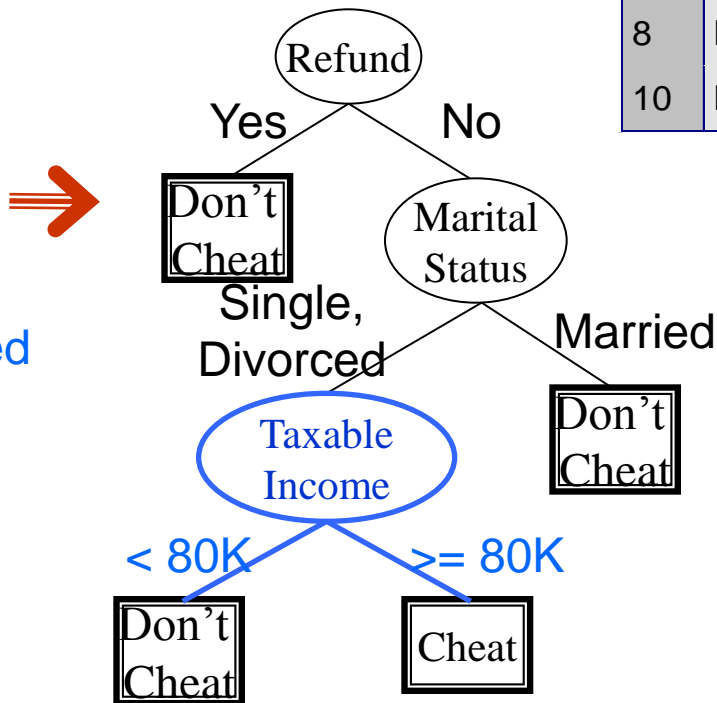 8
10
Refund
Yes
No
Don't
Cheat
Marital
Status
Single,
Divorced
Married
ed
Taxable
Income
Don't
Cheat
< 80K
>= 80K
Don't
Cheat
Cheat